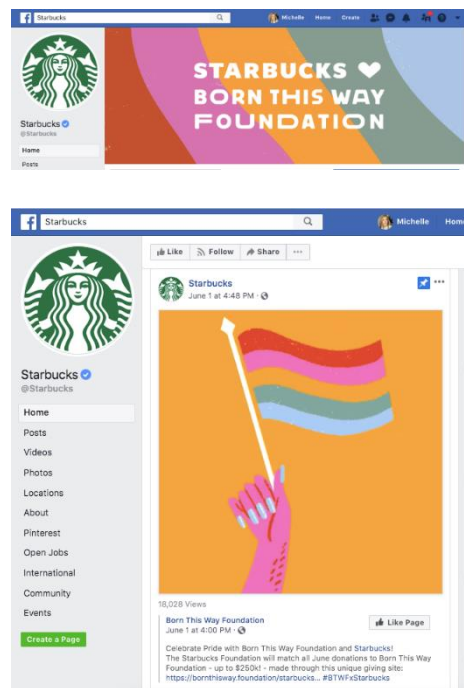 Starbucks
Michelle Home Create
STARBUCKS
BORN THIS WAY
FOUNDATION
Starbucks
@Starbucks
Home
Posts
Starbucks
Michelle Home
Like Follow Share
Starbucks
June 1 at 4:48 PM
Starbucks
@Starbucks
Home
Posts
Videos
Photos
Locations
About
Pinterest
Open Jobs
International
Community
Events
Create a Page
18,028 Views
Born This Way Foundation
June 1 at 4:00 PM
Like Page
Celebrate Pride with Born This Way Foundation and Starbucks!
The Starbucks Foundation will match all June donations to Born This Way
Foundation - up to $250k! - made through this unique giving site:
https://bornthisway.foundation/starbucks... #BTWFxStarbucks